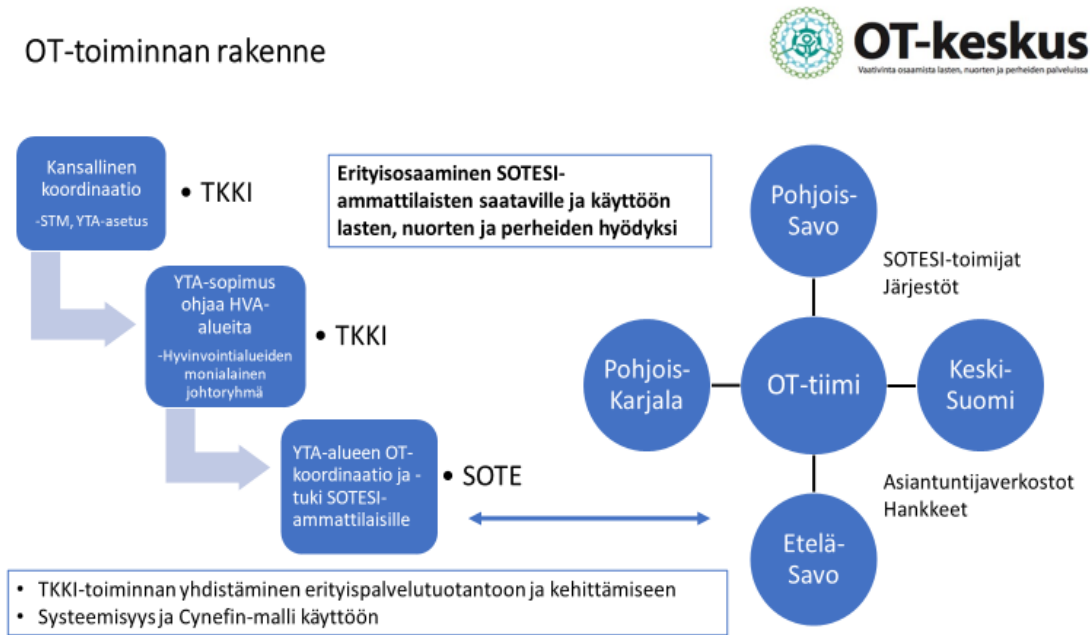 OT-toiminnan rakenne
OT-keskus
Vaativinta osaamista lasten, nuorten ja perheiden palveluissa
Kansallinen
koordinaatio
-STM, YTA-asetus
• TKKI
YTA-sopimus
ohjaa HVA-
alueita
-Hyvinvointialueiden
monialainen
johtoryhmä
• TKKI
YTA-alueen OT-
koordinaatio ja -
tuki SOTESI-
ammattilaisille
• SOTE
Erityisosaaminen SOTESI-
ammattilaisten saataville ja käyttöön
lasten, nuorten ja perheiden hyödyksi
Pohjois-
Savo
SOTESI-toimijat
Järjestöt
Pohjois-
Karjala
OT-tiimi
Keski-
Suomi
Asiantuntijaverkostot
Hankkeet
Etelä-
Savo
• TKKI-toiminnan yhdistäminen erityispalvelutuotantoon ja kehittämiseen
• Systeemisyys ja Cynefin-malli käyttöön